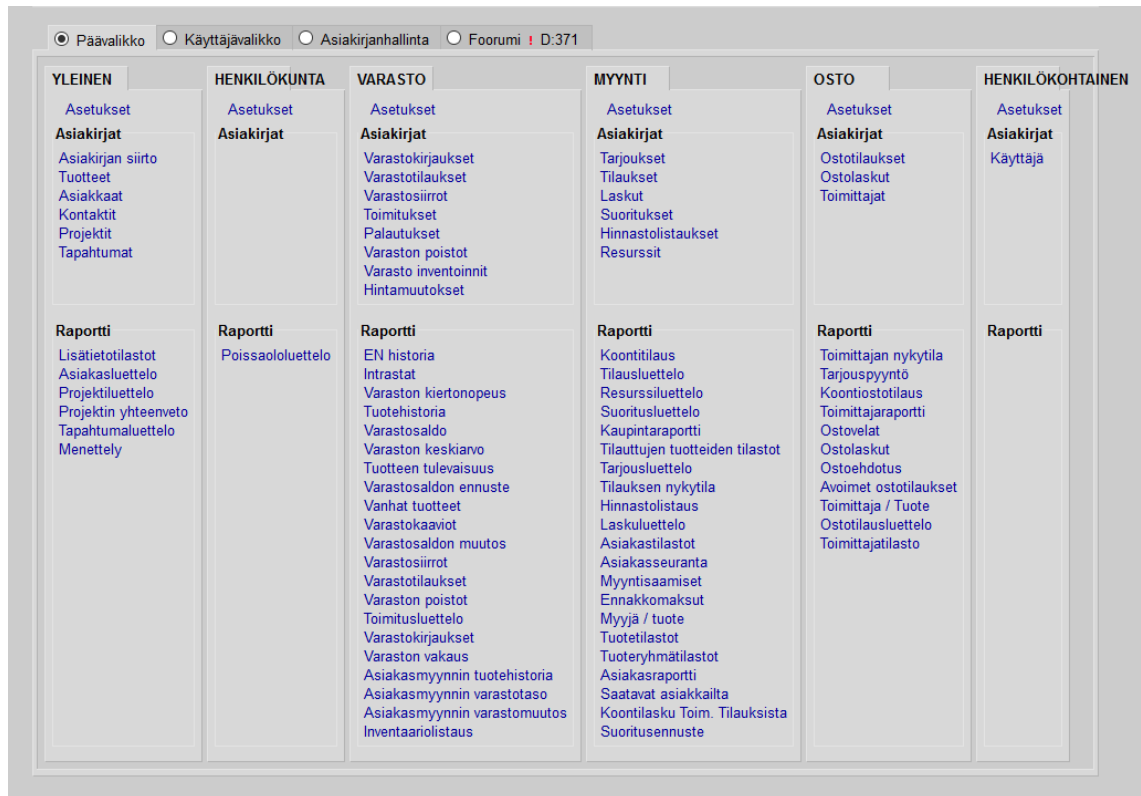 Päävalikko Käyttäjävalikko Asiakirjanhallinta Foorumi ! D:371
YLEINEN
Asetukset
Asiakirjat
Asiakirjan siirto
Tuotteet
Asiakkaat
Kontaktit
Projektit
Tapahtumat
Raportti
Lisätietotilastot
Asiakasluettelo
Projektiluettelo
Projektin yhteenveto
Tapahtumaluettelo
Menettely
HENKILÖKUNTA
Asetukset
Asiakirjat
Raportti
Poissaololuettelo
VARASTO
Asetukset
Asiakirjat
Varastokirjaukset
Varastotilaukset
Varastosiirrot
Toimitukset
Palautukset
Varaston poistot
Varasto inventoinnit
Hintamuutokset
Raportti
EN historia
Intrastat
Varaston kiertonopeus
Tuotehistoria
Varastosaldo
Varaston keskiarvo
Tuotteen tulevaisuus
Varastosaldon ennuste
Vanhat tuotteet
Varastokaaviot
Varastosaldon muutos
Varastosiirrot
Varastotilaukset
Varaston poistot
Toimitusluettelo
Varastokirjaukset
Varaston vakaus
Asiakasmyynnin tuotehistoria
Asiakasmyynnin varastotaso
Asiakasmyynnin varastomuutos
Inventaariolistaus
MYYNTI
Asetukset
Asiakirjat
Tarjoukset
Tilaukset
Laskut
Suoritukset
Hinnastolistaukset
Resurssit
Raportti
Koontitilaus
Tilausluettelo
Resurssiluettelo
Suoritusluettelo
Kaupintaraportti
Tilauttujen tuotteiden tilastot
Tarjousluettelo
Tilauksen nykytila
Hinnastolistaus
Laskuluettelo
Asiakastilastot
Asiakasseuranta
Myyntisaamiset
Ennakkomaksut
Myyjä / tuote
Tuotetilastot
Tuoteryhmätilastot
Asiakasraportti
Saatavat asiakkailta
Koontilasku Toim. Tilauksista
Suoritusennuste
OSTO
Asetukset
Asiakirjat
Ostotilaukset
Ostolaskut
Toimittajat
Raportti
Toimittajan nykytila
Tarjouspyyntö
Koontiostotilaus
Toimittajaraportti
Ostovelat
Ostolaskut
Ostoehdotus
Avoimet ostotilaukset
Toimittaja / Tuote
Ostotilausluettelo
Toimittajatilasto
HENKILÖKOHTAINEN
Asetukset
Asiakirjat
Käyttäjä
Raportti